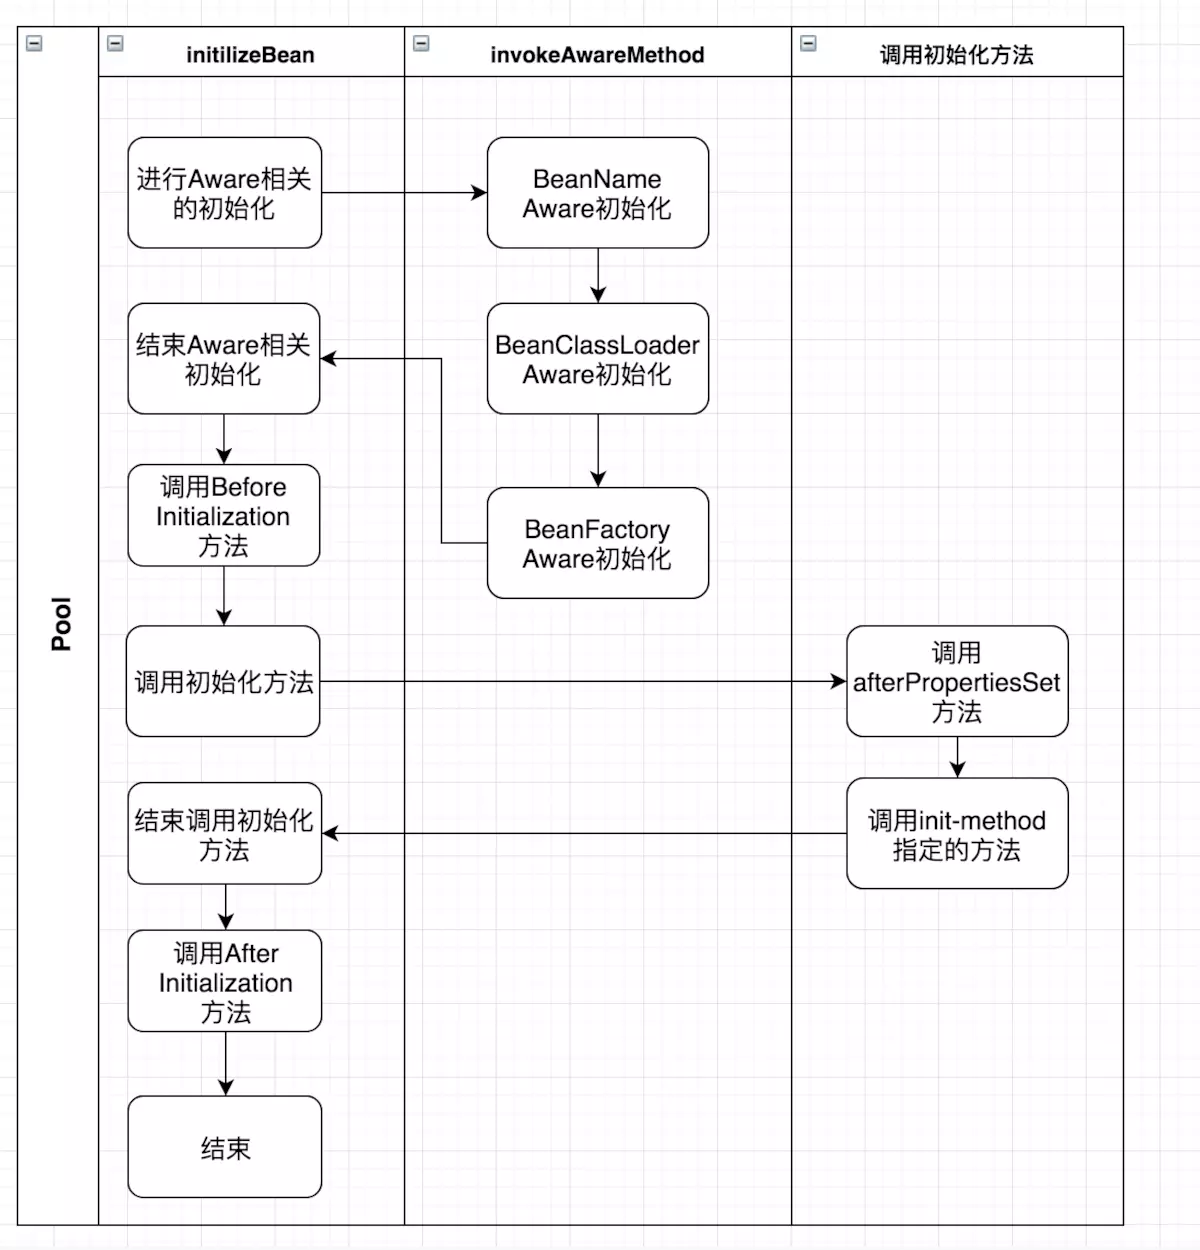 initilizeBean
invokeAwareMethod
调用初始化方法
Pool
进行Aware相关
的初始化
BeanName
Aware初始化
结束Aware相关
初始化
BeanClassLoader
Aware初始化
调用Before
Initialization
方法
BeanFactory
Aware初始化
调用初始化方法
调用
afterPropertiesSet
方法
结束调用初始化
方法
调用init-method
指定的方法
调用After
Initialization
方法
结束